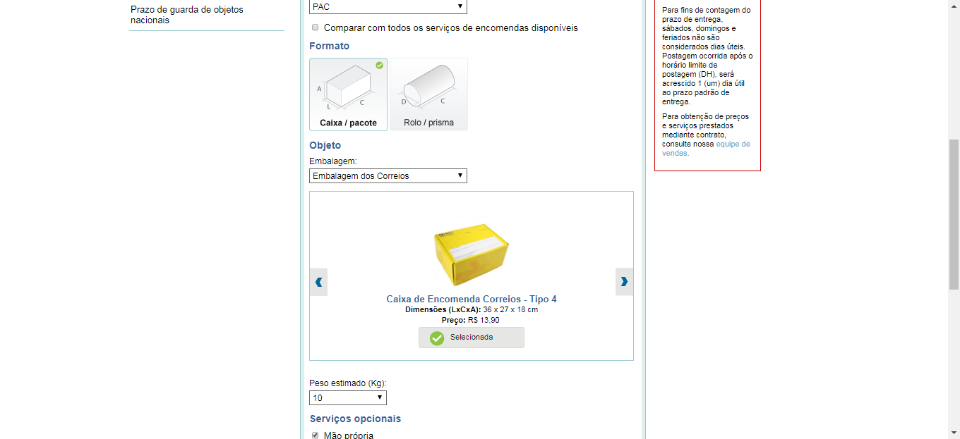 Prazo de guarda de objetos
nacionais
PAC
Comparar com todos os serviços de encomendas disponíveis
Formato
A
L
C
Caixa / pacote
D
C
Rolo / prisma
Objeto
Embalagem:
Embalagem dos Correios
Caixa de Encomenda Correios - Tipo 4
Dimensões (LxCxA): 36 x 27 x 18 cm
Preço: R$ 13,90
Selecionada
Peso estimado (Kg):
10
Serviços opcionais
Mão própria
Para fins de contagem do
prazo de entrega,
sábados, domingos e
feriados não são
considerados dias úteis.
Postagem ocorrida após o
horário limite de
postagem (DH), será
acrescido 1 (um) dia útil
ao prazo padrão de
entrega.
Para obtenção de preços
e serviços prestados
mediante contrato,
consulte nossa equipe de
vendas.